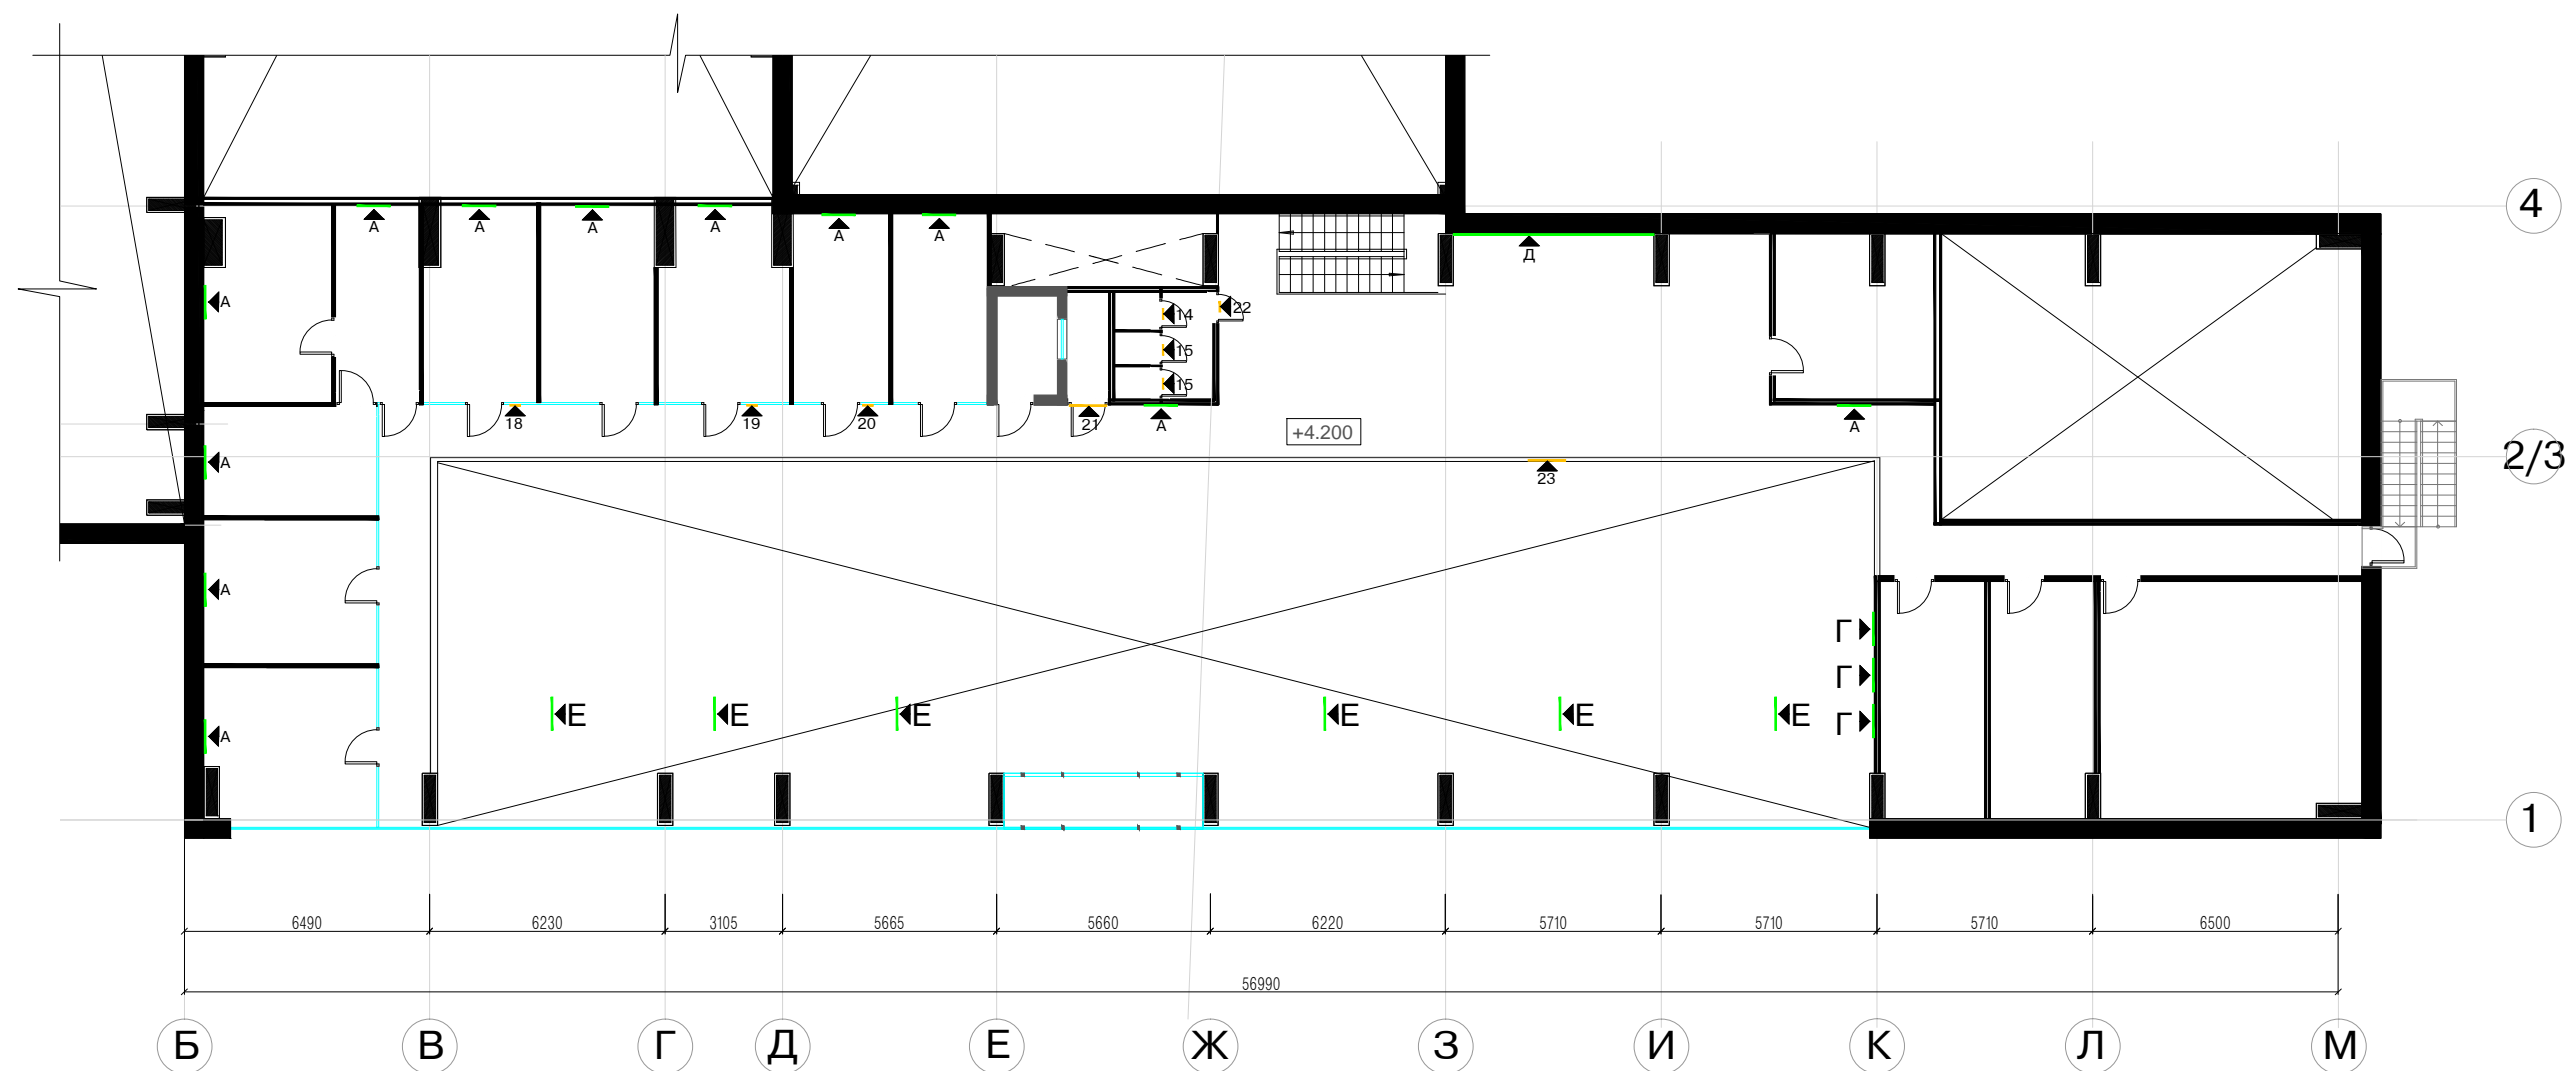 4
А А А А А А
Д
А
14
22
15
15
18 19 20 21 А
+4.200
А
А
23
2/3
А
Г
Г
Г
Е Е Е Е Е Е
А
1
6490 6230 3105 5665 5660 6220 5710 5710 5710 6500
56990
Б В Г Д Е Ж З И К Л М